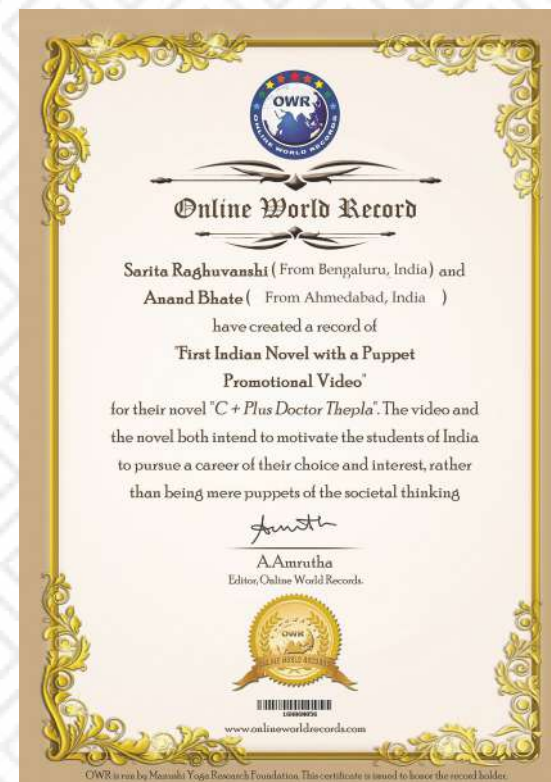 OWR
ONLINE WORLD RECORDS
Online World Record
Sarita Raghuvanshi ( From Bengaluru, India) and
Anand Bhate ( From Ahmedabad, India )
have created a record of
"First Indian Novel with a Puppet
Promotional Video"
for their novel "C + Plus Doctor Thepla". The video and
the novel both intend to motivate the students of India
to pursue a career of their choice and interest, rather
than being mere puppets of the societal thinking
A.Amrutha
Editor, Online World Records.
OWR
ONLINE WORLD RECORDS
www.onlineworldrecords.com
OWR is run by Manushi Yoga Research Foundation. This certificate is issued to honor the record holder.